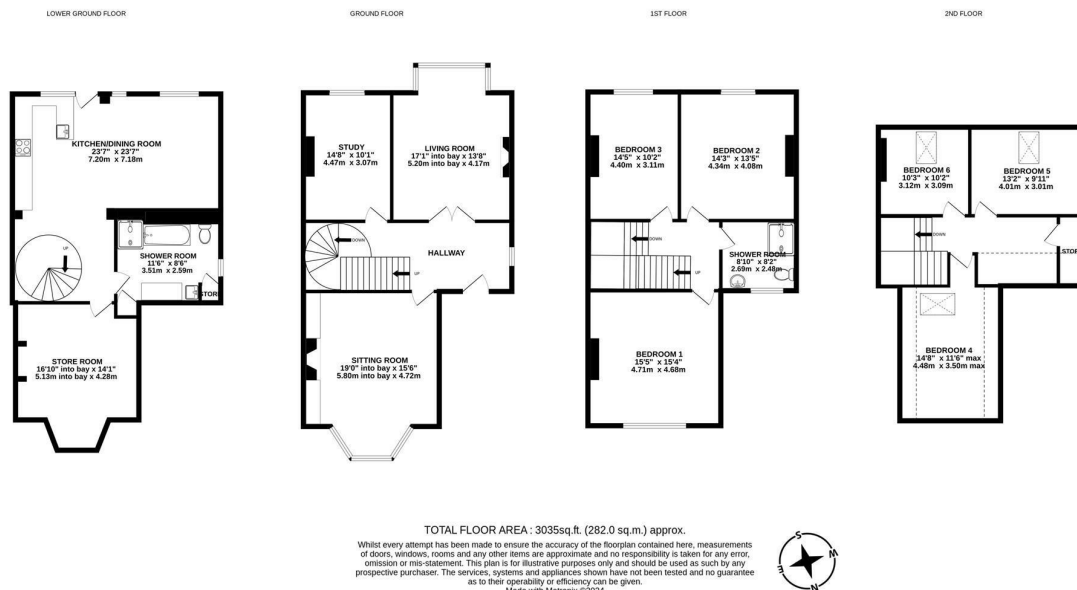 LOWER GROUND FLOOR
KITCHEN/DINING ROOM
23'7" x 23'7"
7.20m x 7.18m
UP
SHOWER ROOM
11'6" x 8'6"
3.51m x 2.59m
STORE
STORE ROOM
16'10" into bay x 14'1"
5.13m into bay x 4.28m
GROUND FLOOR
STUDY
14'8" x 10'1"
4.47m x 3.07m
LIVING ROOM
17'1" into bay x 13'8"
5.20m into bay x 4.17m
DOWN
HALLWAY
UP
SITTING ROOM
19'0" into bay x 15'6"
5.80m into bay x 4.72m
1ST FLOOR
BEDROOM 3
14'5" x 10'2"
4.40m x 3.11m
BEDROOM 2
14'3" x 13'5"
4.34m x 4.08m
DOWN
UP
SHOWER ROOM
8'10" x 8'2"
2.69m x 2.48m
BEDROOM 1
15'5" x 15'4"
4.71m x 4.68m
2ND FLOOR
BEDROOM 6
10'3" x 10'2"
3.12m x 3.09m
BEDROOM 5
13'2" x 9'11"
4.01m x 3.01m
DOWN
BEDROOM 4
14'8" x 11'6" max
4.48m x 3.50m max
TOTAL FLOOR AREA : 3035sq.ft. (282.0 sq.m.) approx.
Whilst every attempt has been made to ensure the accuracy of the floorplan contained here, measurements
of doors, windows, rooms and any other items are approximate and no responsibility is taken for any error,
omission or mis-statement. This plan is for illustrative purposes only and should be used as such by any
prospective purchaser. The services, systems and appliances shown have not been tested and no guarantee
as to their operability or efficiency can be given.
Made with Metropix ©2024
S
W
E
N